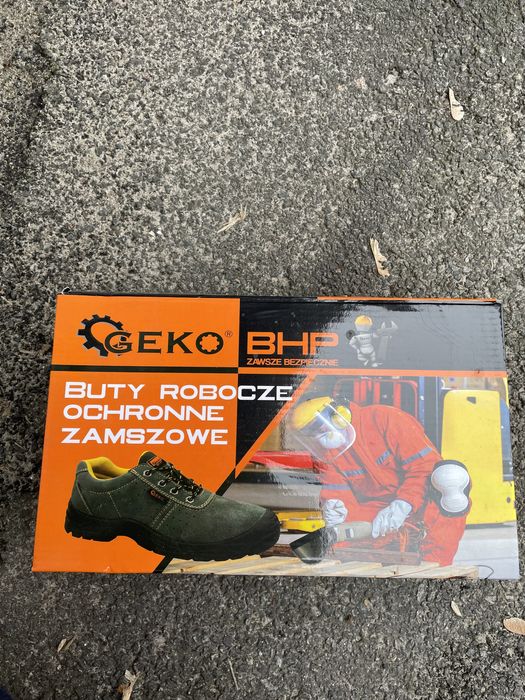 GEKO®
BHP
ZAWSZE BEZPIECZNIE
BUTY ROBOCZE
OCHRONNE
ZAMSZOWE